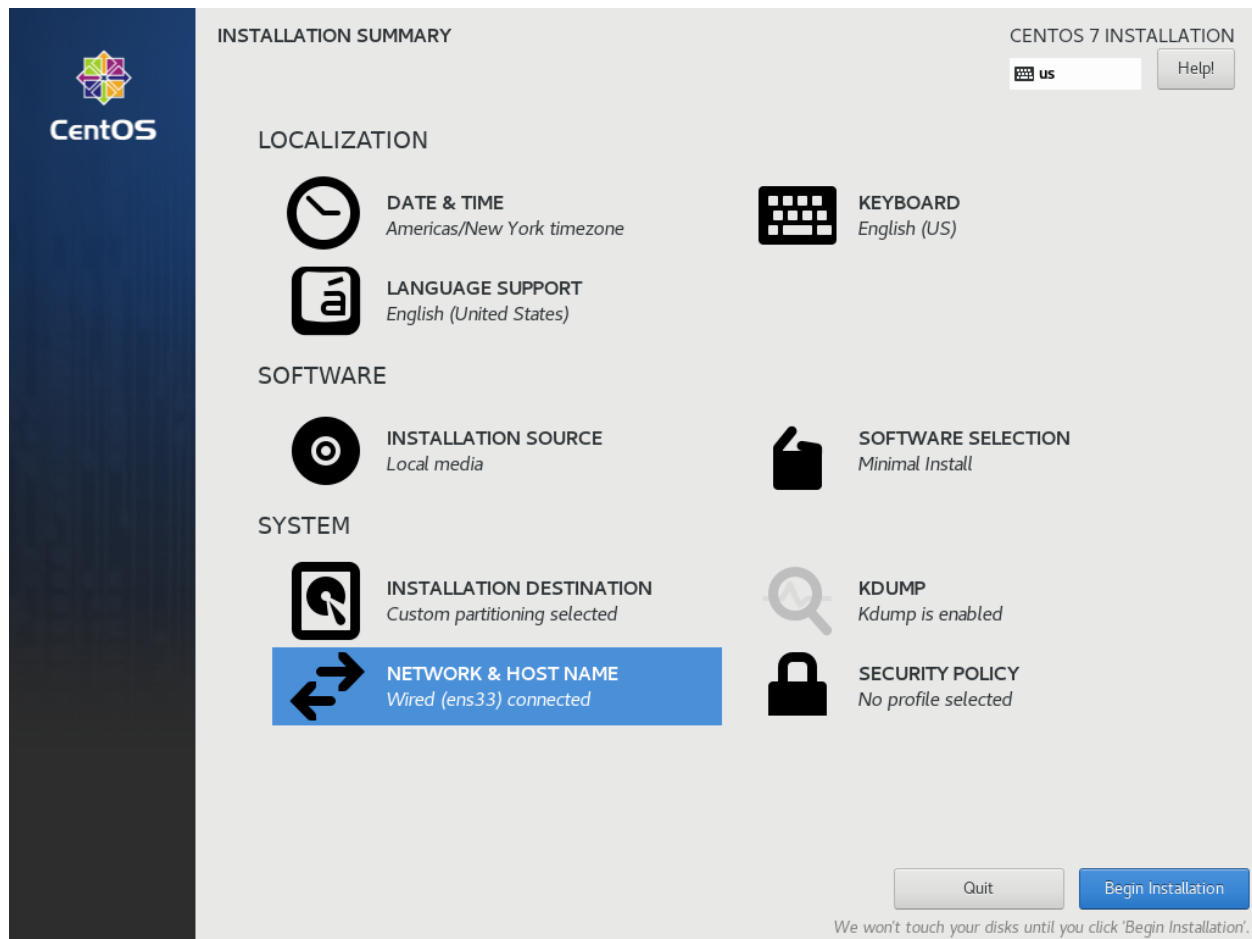 CentOS
INSTALLATION SUMMARY
CENTOS 7 INSTALLATION
us
Help!
LOCALIZATION
DATE & TIME
Americas/New York timezone
KEYBOARD
English (US)
á
LANGUAGE SUPPORT
English (United States)
SOFTWARE
INSTALLATION SOURCE
Local media
SOFTWARE SELECTION
Minimal Install
SYSTEM
INSTALLATION DESTINATION
Custom partitioning selected
KDUMP
Kdump is enabled
NETWORK & HOST NAME
Wired (ens33) connected
SECURITY POLICY
No profile selected
Quit
Begin Installation
We won't touch your disks until you click 'Begin Installation'.